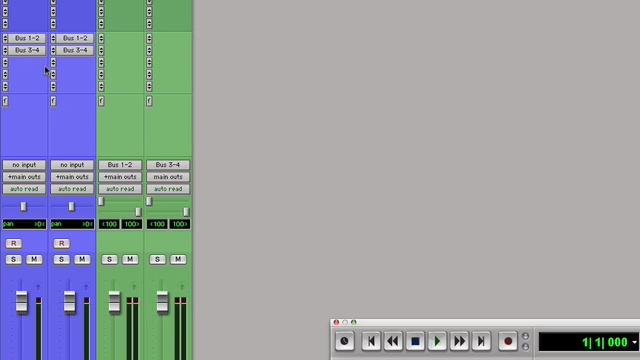 Bus 1-2 Bus 1-2
Bus 3-4 Bus 3-4
r r r r
no input no input Bus 1-2 Bus 3-4
+main outs +main outs +main outs main outs
auto read auto read auto read auto read
pan >0< pan >0< <100 100> <100 100>
R R
S M S M S M S M
1| 1| 000